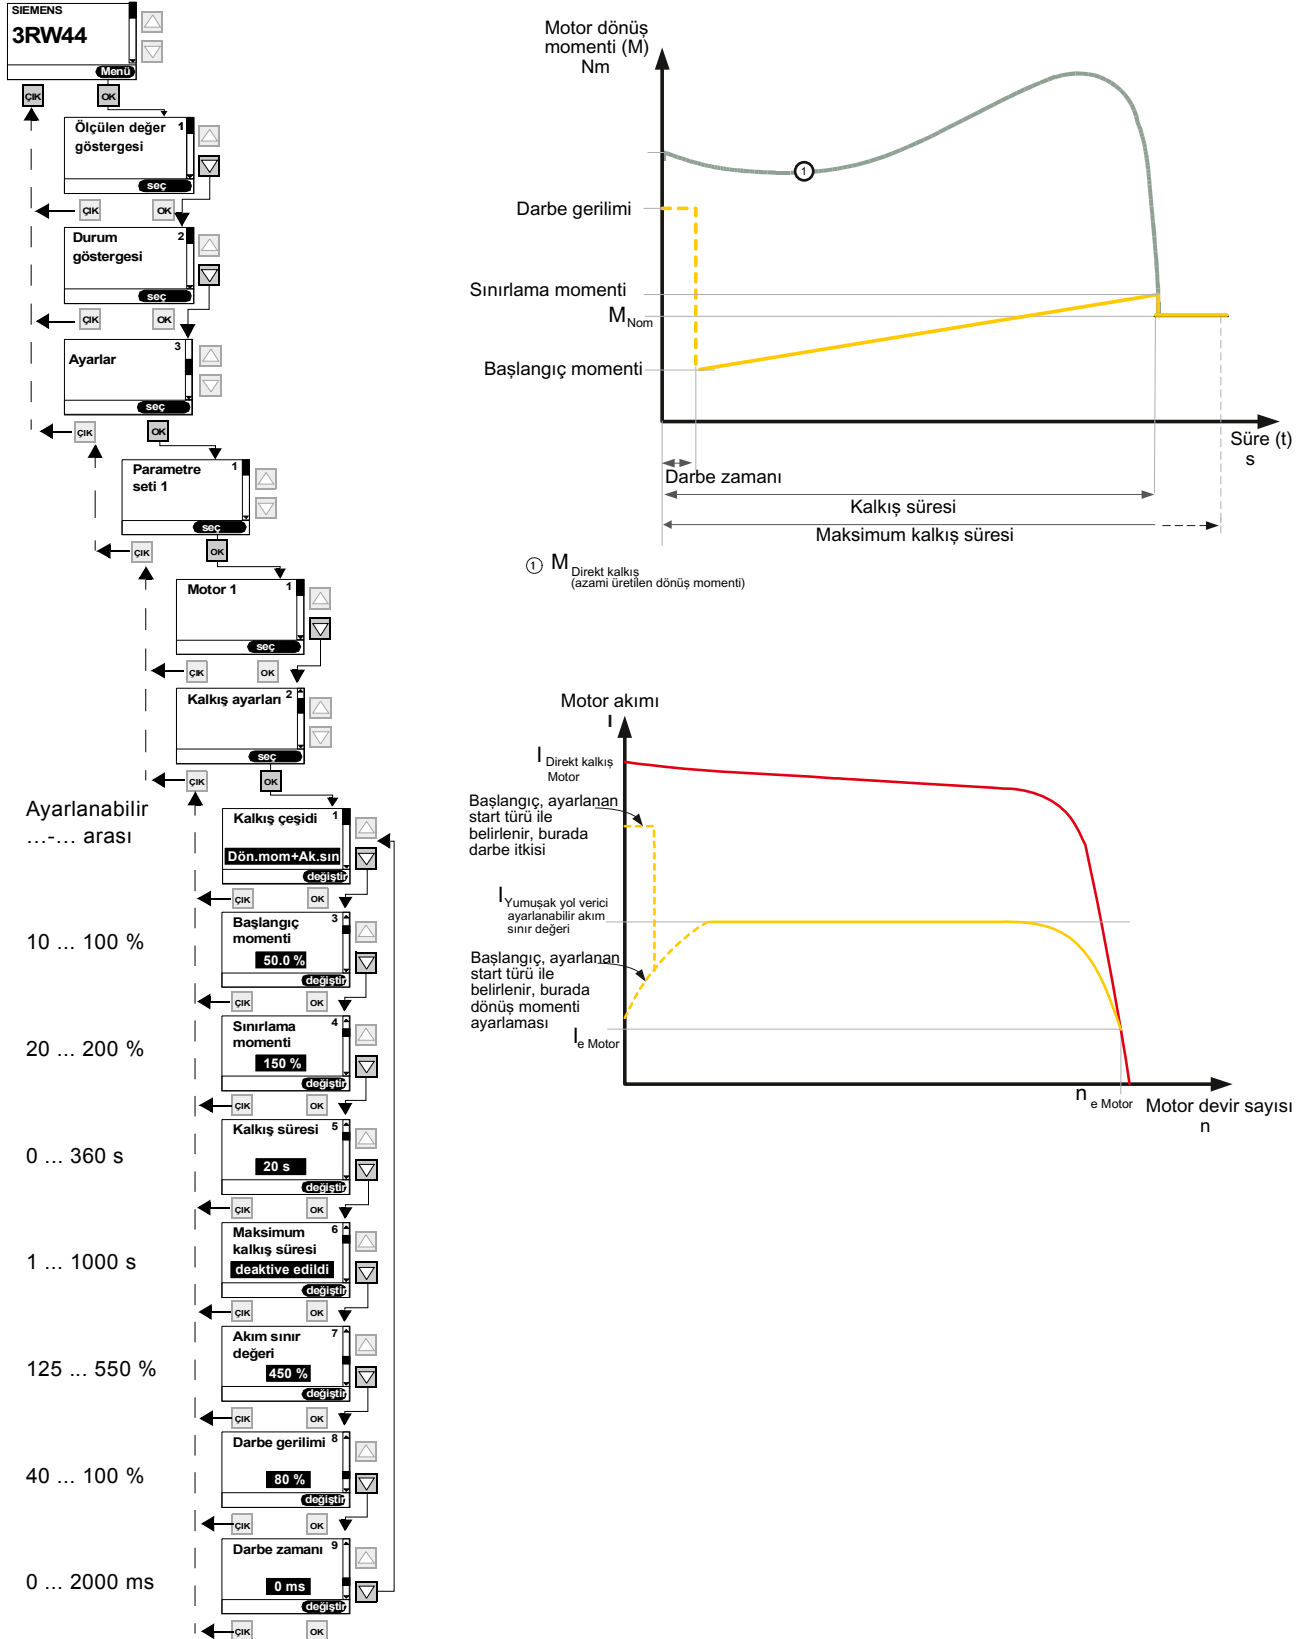 SIEMENS
3RW44
Menü
ÇIK
OK
Ölçülen değer 1
göstergesi
seç
ÇIK
OK
Durum 2
göstergesi
seç
ÇIK
OK
Ayarlar 3
seç
ÇIK
OK
Parametre 1
seti 1
seç
ÇIK
OK
Motor 1 1
seç
ÇIK
OK
Kalkış ayarları 2
seç
ÇIK
OK
Ayarlanabilir
...-... arası
Kalkış çeşidi 1
Dön.mom+Ak.sın
değiştir
ÇIK
OK
10 ... 100 %
Başlangıç 3
momenti
50.0 %
değiştir
ÇIK
OK
20 ... 200 %
Sınırlama 4
momenti
150 %
değiştir
ÇIK
OK
0 ... 360 s
Kalkış süresi 5
20 s
değiştir
ÇIK
OK
1 ... 1000 s
Maksimum 6
kalkış süresi
deaktive edildi
değiştir
ÇIK
OK
125 ... 550 %
Akım sınır 7
değeri
450 %
değiştir
ÇIK
OK
40 ... 100 %
Darbe gerilimi 8
80 %
değiştir
ÇIK
OK
0 ... 2000 ms
Darbe zamanı 9
0 ms
değiştir
ÇIK
OK
Motor dönüş
momenti (M)
Nm
1
Darbe gerilimi
Sınırlama momenti
M Nom
Başlangıç momenti
Süre (t)
s
Darbe zamanı
Kalkış süresi
Maksimum kalkış süresi
① M Direkt kalkış
(azami üretilen dönüş momenti)
Motor akımı
I
I Direkt kalkış
Motor
Başlangıç, ayarlanan
start türü ile
belirlenir, burada
darbe itkisi
I Yumuşak yol verici
ayarlanabilir akım
sınır değeri
Başlangıç, ayarlanan
start türü ile
belirlenir, burada
dönüş momenti
ayarlaması
I e Motor
n e Motor
Motor devir sayısı
n